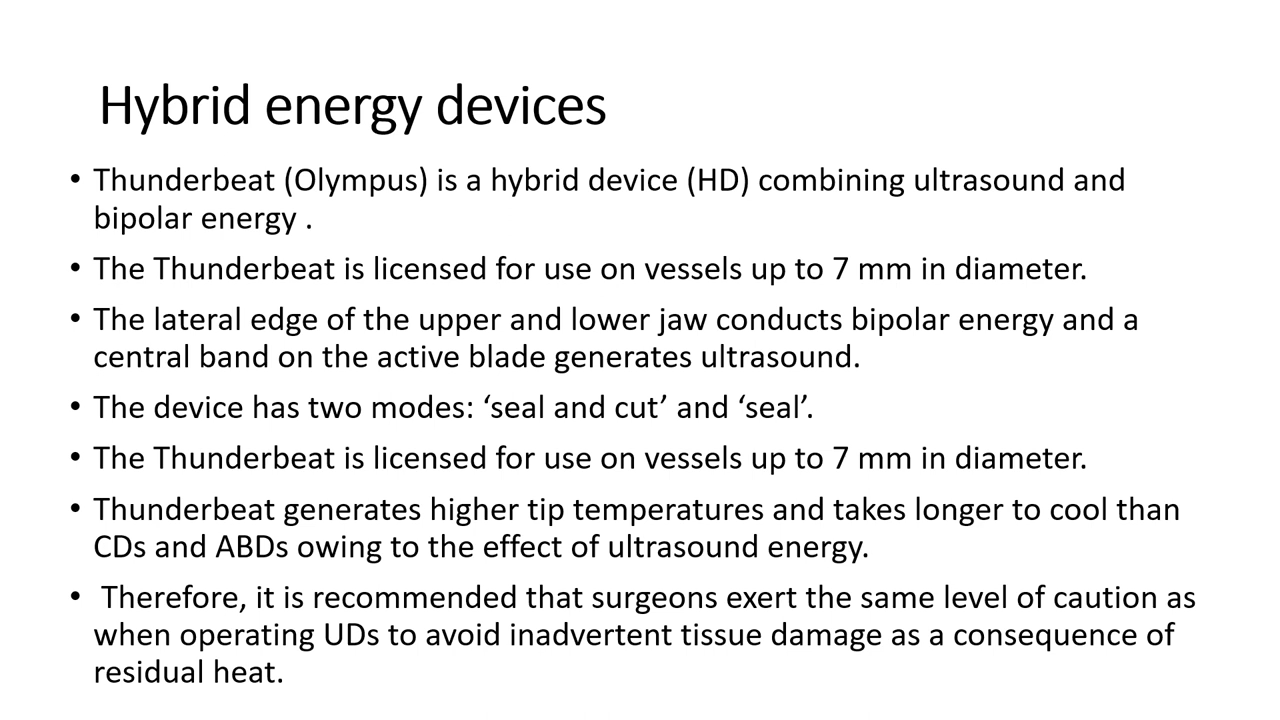 Hybrid energy devices
• Thunderbeat (Olympus) is a hybrid device (HD) combining ultrasound and
bipolar energy .
• The Thunderbeat is licensed for use on vessels up to 7 mm in diameter.
• The lateral edge of the upper and lower jaw conducts bipolar energy and a
central band on the active blade generates ultrasound.
• The device has two modes: ‘seal and cut’ and ‘seal’.
• The Thunderbeat is licensed for use on vessels up to 7 mm in diameter.
• Thunderbeat generates higher tip temperatures and takes longer to cool than
CDs and ABDs owing to the effect of ultrasound energy.
• Therefore, it is recommended that surgeons exert the same level of caution as
when operating UDs to avoid inadvertent tissue damage as a consequence of
residual heat.